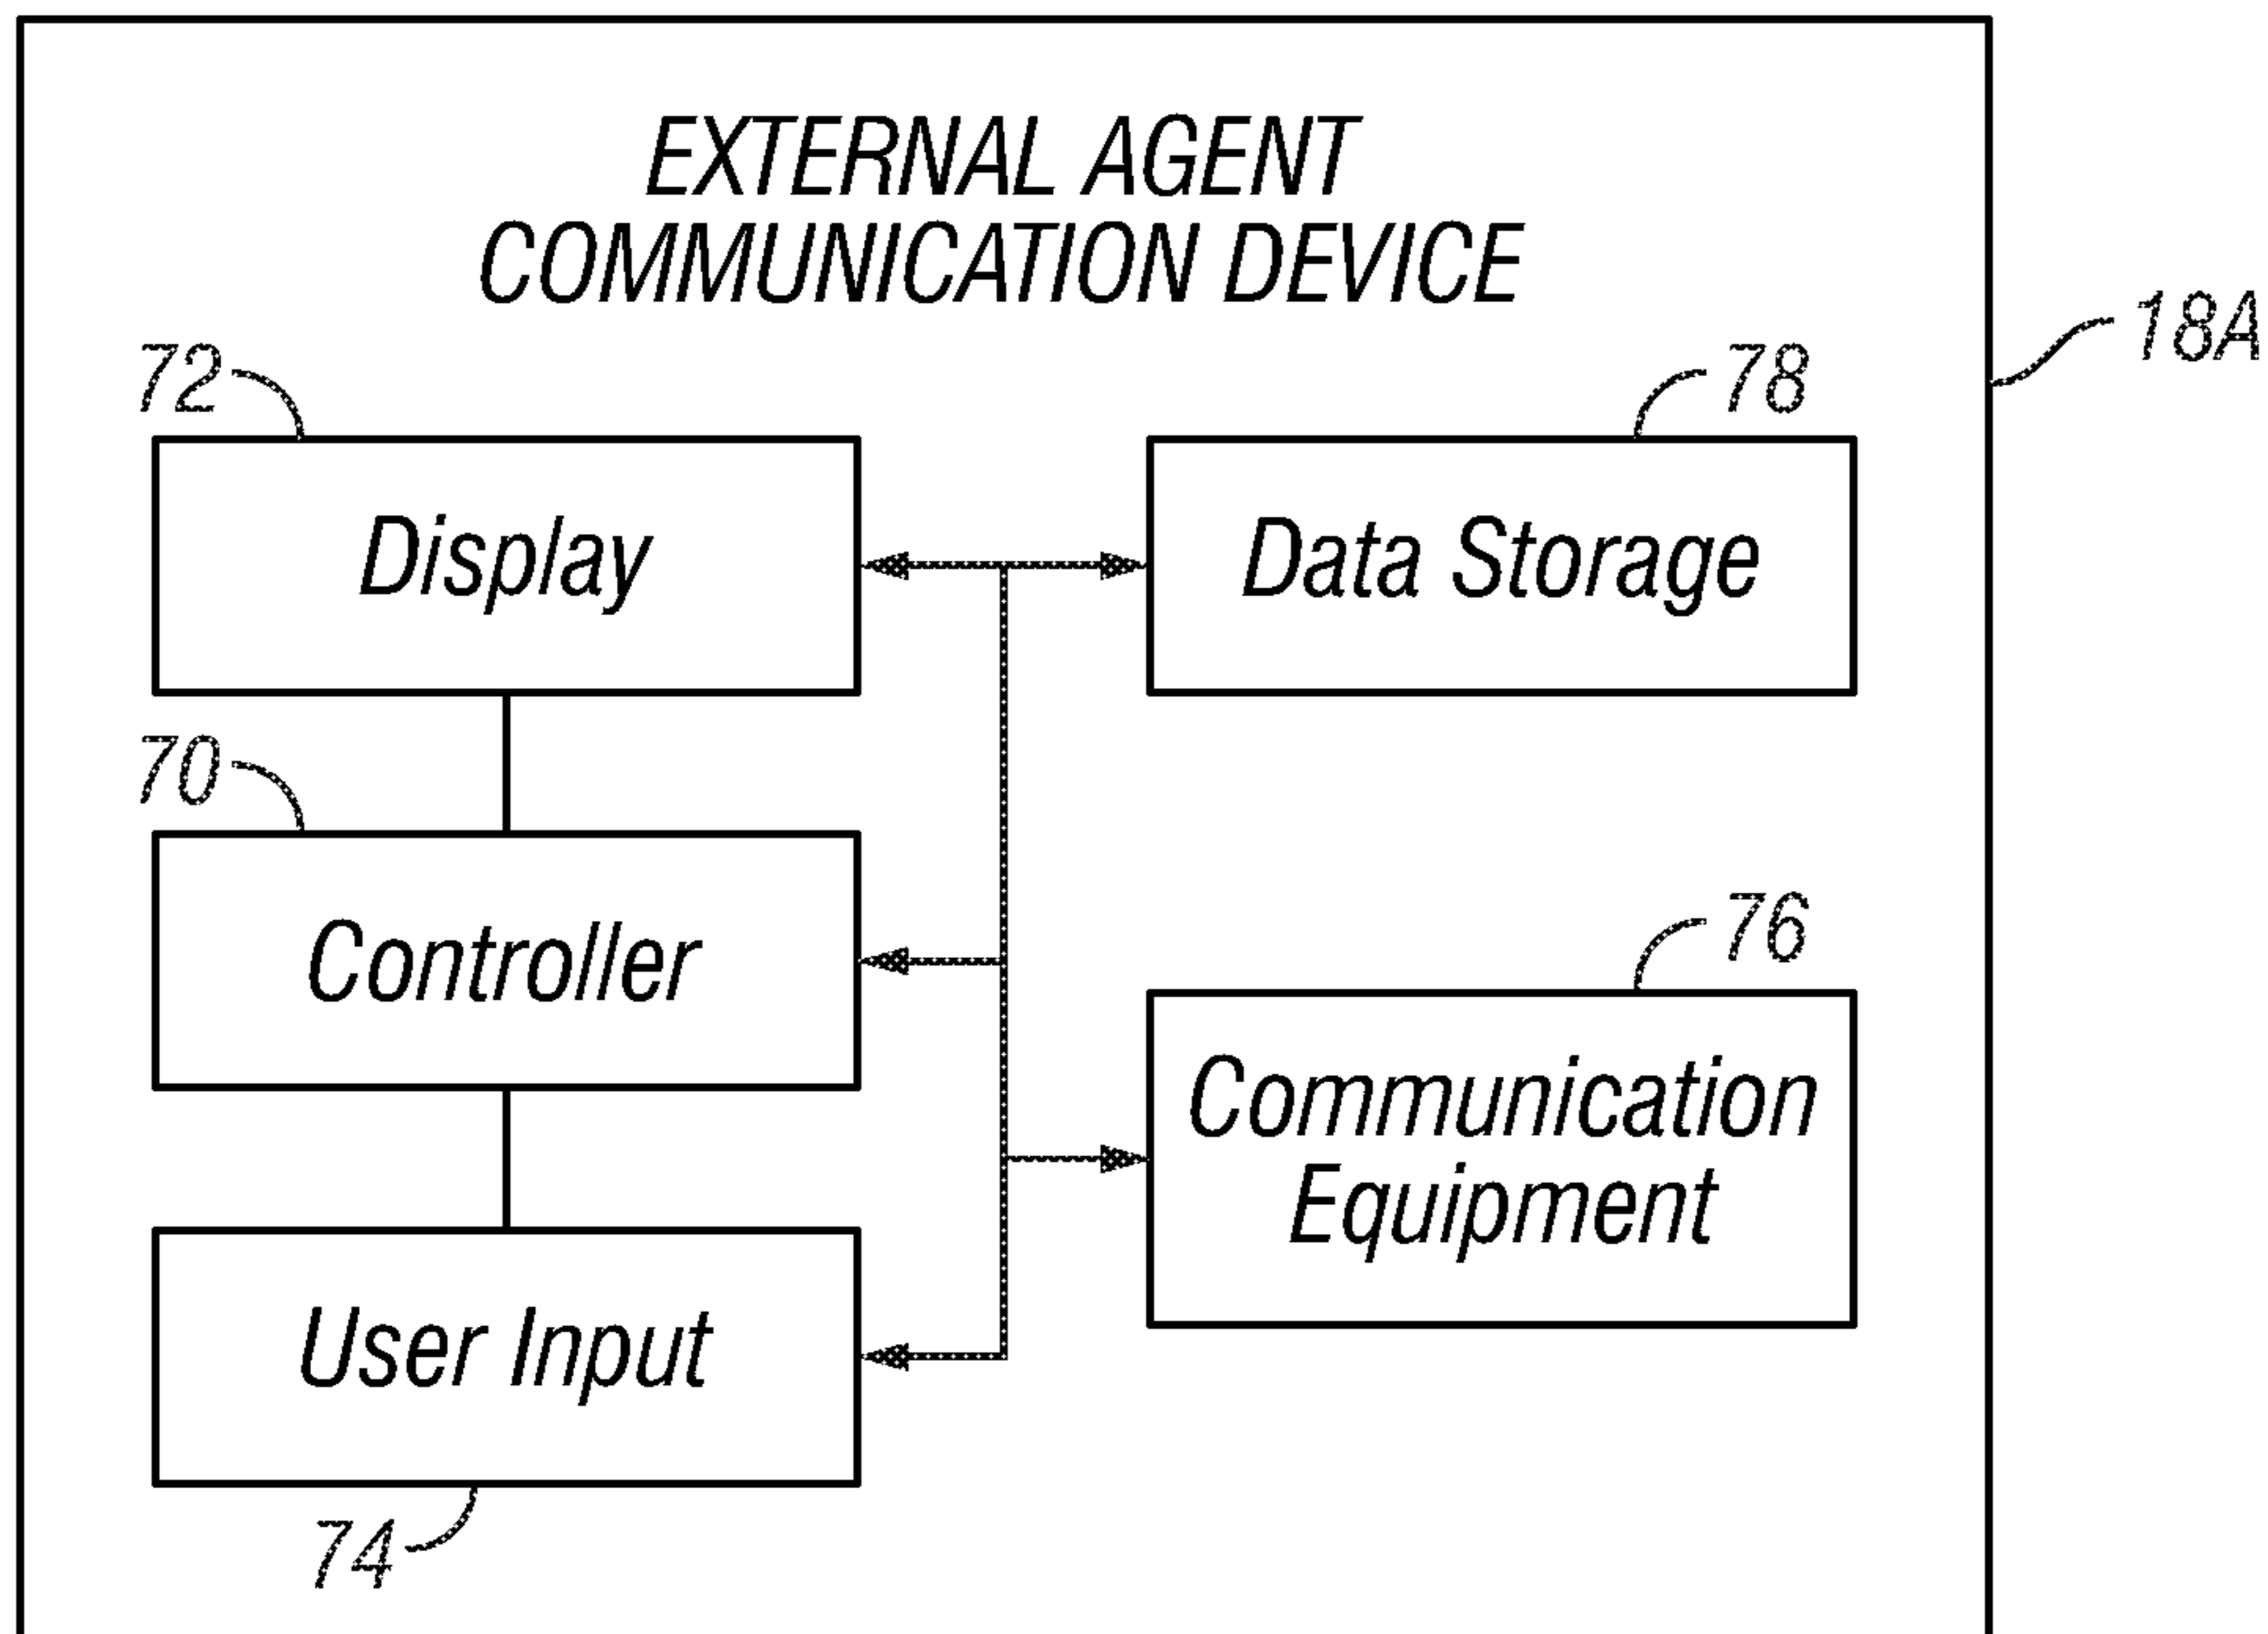 EXTERNAL AGENT
COMMUNICATION DEVICE
18A
72
78
Display
Data Storage
70
76
Controller
Communication
Equipment
User Input
74